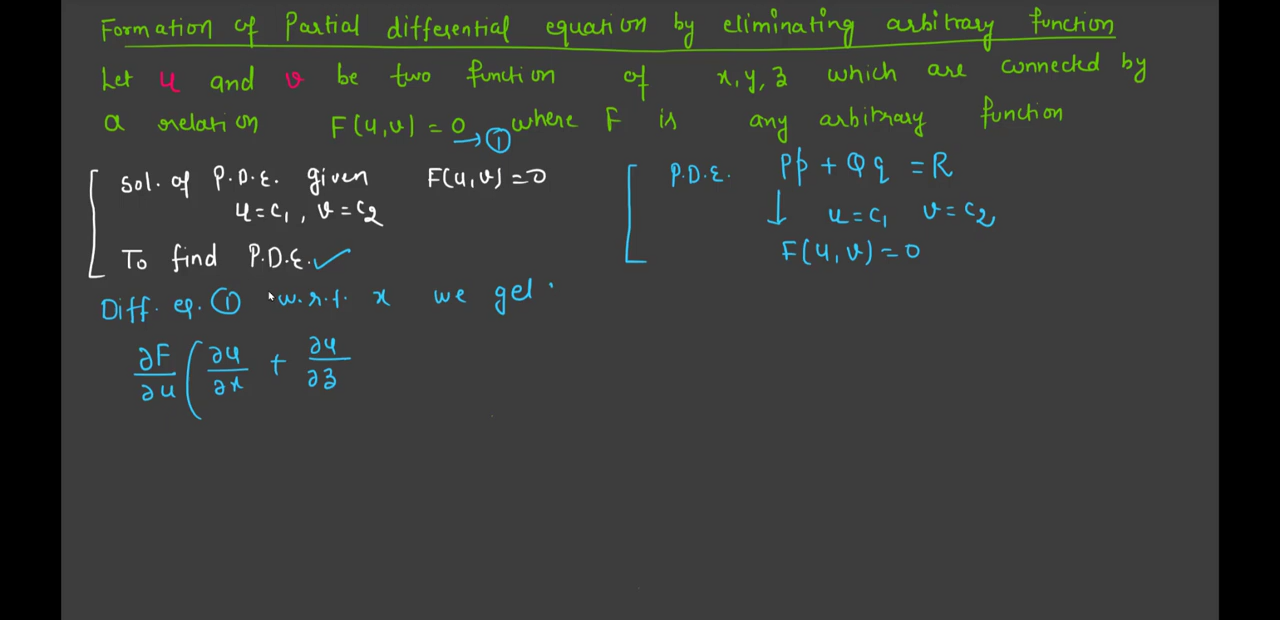 Formation of Partial differential equation by eliminating arbitrary function
Let u and v be two function of x, y, z which are connected by
a relation F(u,v) = 0 → ① where F is any arbitrary function
Sol. of P.D.E. given F(u,v) = 0
u = c₁, v = c₂
To find P.D.E. ✓
P.D.E. Pp + Qq = R
↓ u = c₁ v = c₂
F(u, v) = 0
Diff. eq. ① w.r.t. x we get
∂F/∂u ( ∂u/∂x + ∂u/∂z